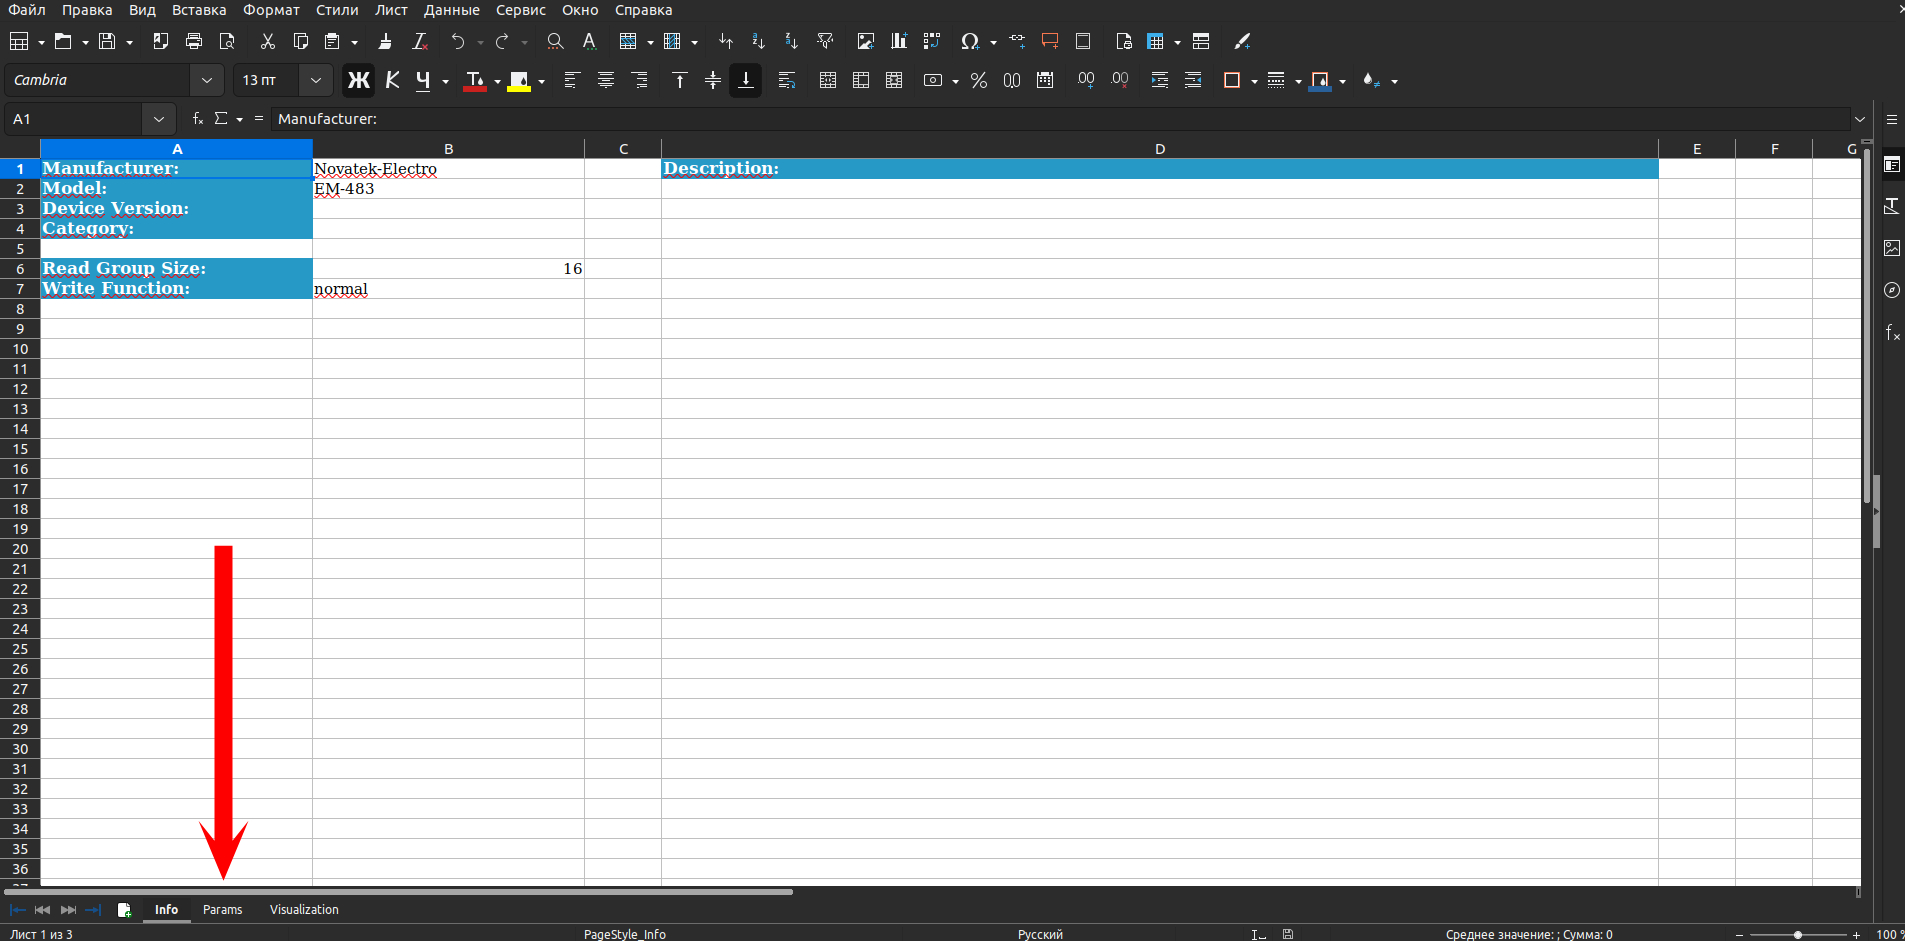 Файл Правка Вид Вставка Формат Стили Лист Данные Сервис Окно Справка
Cambria 13 пт Ж К Ч
A1 Manufacturer:
A B C D E F G
1 Manufacturer: Novatek-Electro Description:
2 Model: EM-483
3 Device Version:
4 Category:
5
6 Read Group Size: 16
7 Write Function: normal
8
9
10
11
12
13
14
15
16
17
18
19
20
21
22
23
24
25
26
27
28
29
30
31
32
33
34
35
36
Info Params Visualization
Лист 1 из 3 PageStyle_Info Русский Среднее значение: ; Сумма: 0 100 %